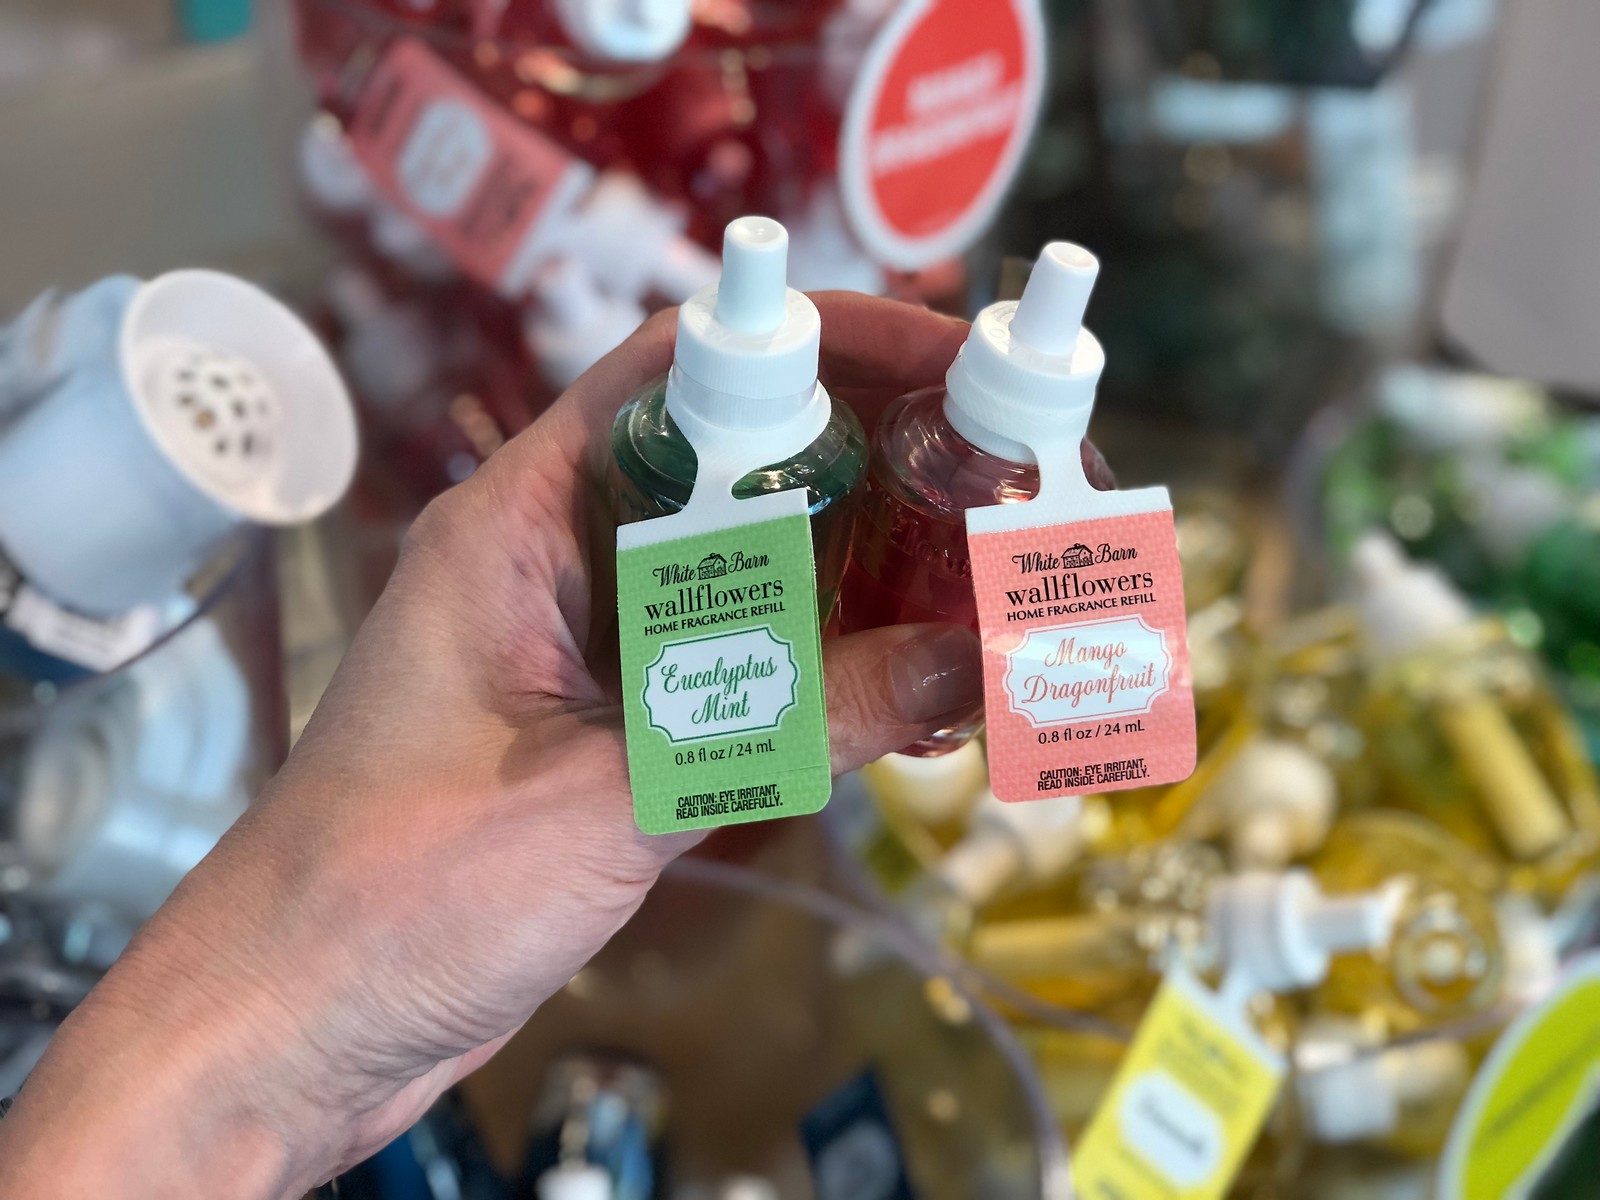 White Barn
wallflowers
HOME FRAGRANCE REFILL
Eucalyptus
Mint
0.8 fl oz / 24 mL
CAUTION: EYE IRRITANT,
READ INSIDE CAREFULLY.
White Barn
wallflowers
HOME FRAGRANCE REFILL
Mango
Dragonfruit
0.8 fl oz / 24 mL
CAUTION: EYE IRRITANT,
READ INSIDE CAREFULLY.